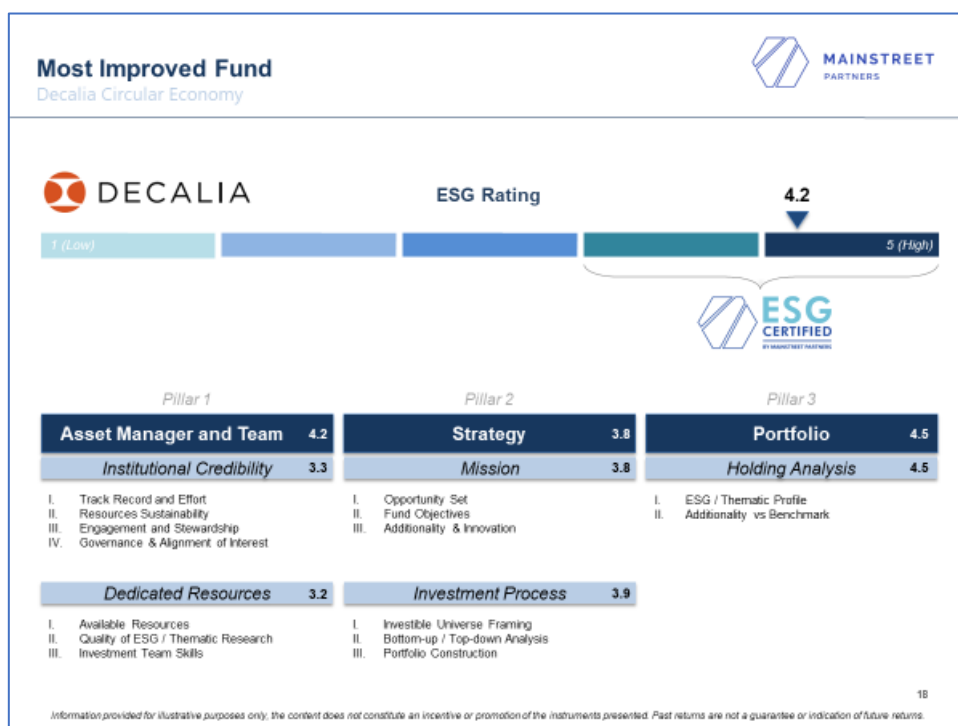 Most Improved Fund
Decalia Circular Economy
MAINSTREET
PARTNERS
DECALIA
ESG Rating
4.2
1 (Low)
5 (High)
ESG
CERTIFIED
BY MAINSTREET PARTNERS
Pillar 1
Pillar 2
Pillar 3
Asset Manager and Team 4.2
Strategy 3.8
Portfolio 4.5
Institutional Credibility 3.3
Mission 3.8
Holding Analysis 4.5
I. Track Record and Effort
II. Resources Sustainability
III. Engagement and Stewardship
IV. Governance & Alignment of Interest
I. Opportunity Set
II. Fund Objectives
III. Additionality & Innovation
I. ESG / Thematic Profile
II. Additionality vs Benchmark
Dedicated Resources 3.2
Investment Process 3.9
I. Available Resources
II. Quality of ESG / Thematic Research
III. Investment Team Skills
I. Investible Universe Framing
II. Bottom-up / Top-down Analysis
III. Portfolio Construction
18
Information provided for illustrative purposes only, the content does not constitute an incentive or promotion of the instruments presented. Past returns are not a guarantee or indication of future returns.